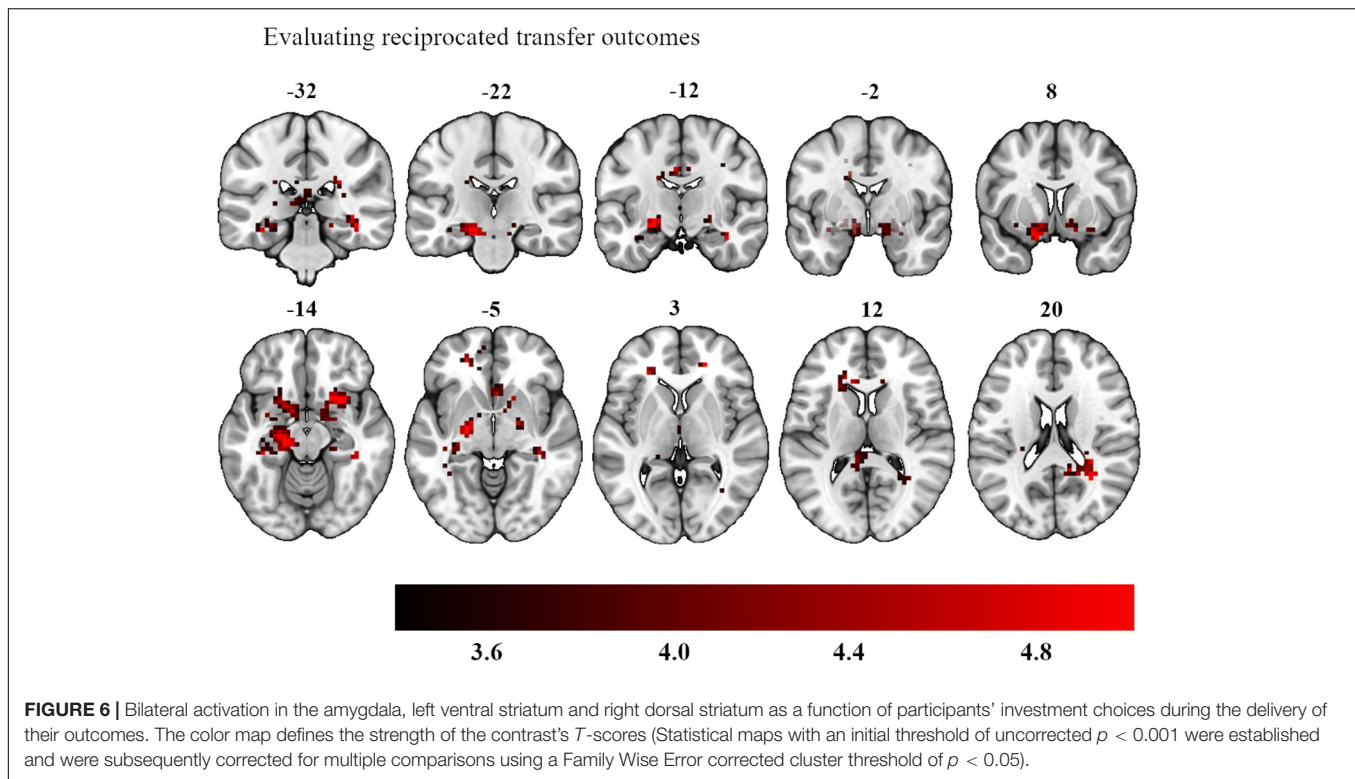 Evaluating reciprocated transfer outcomes
-32 -22 -12 -2 8
-14 -5 3 12 20
3.6 4.0 4.4 4.8
FIGURE 6 | Bilateral activation in the amygdala, left ventral striatum and right dorsal striatum as a function of participants’ investment choices during the delivery of
their outcomes. The color map defines the strength of the contrast’s T-scores (Statistical maps with an initial threshold of uncorrected p < 0.001 were established
and were subsequently corrected for multiple comparisons using a Family Wise Error corrected cluster threshold of p < 0.05).